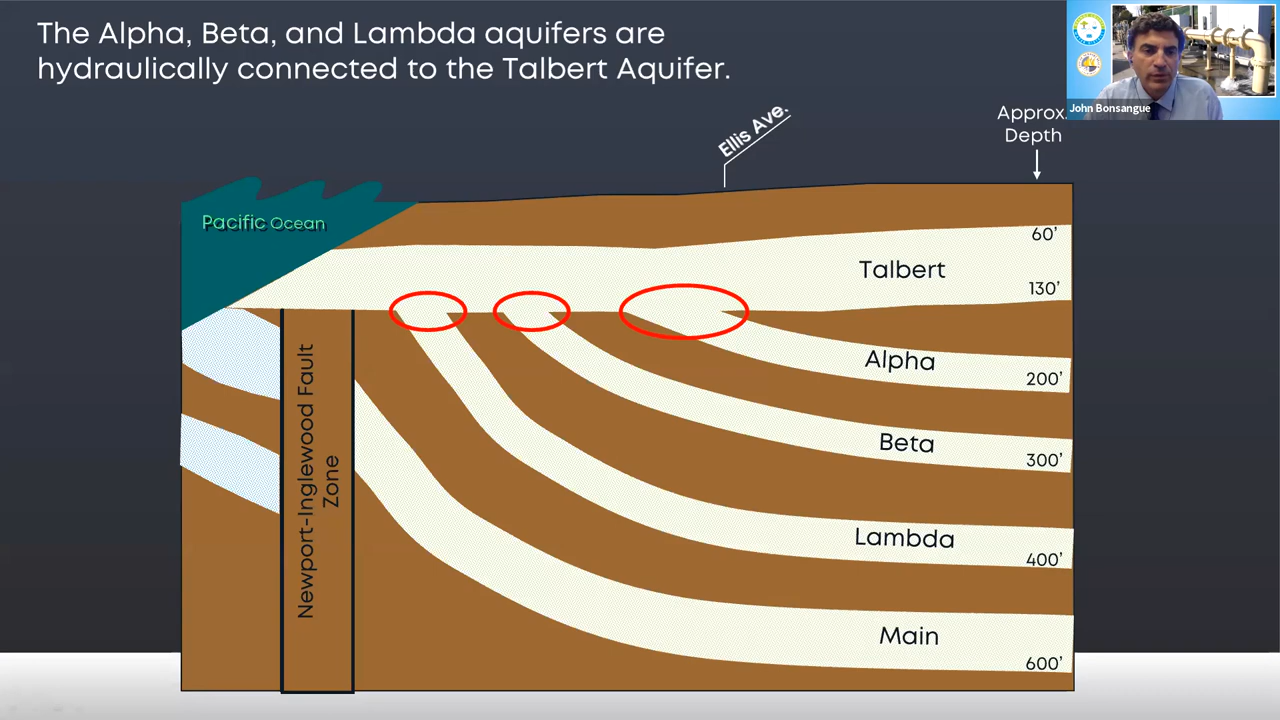 The Alpha, Beta, and Lambda aquifers are
hydraulically connected to the Talbert Aquifer.
John Bonsangue
Ellis Ave.
Approx.
Depth
Pacific Ocean
60’
Talbert
130’
Alpha
200’
Newport-Inglewood Fault
Zone
Beta
300’
Lambda
400’
Main
600’